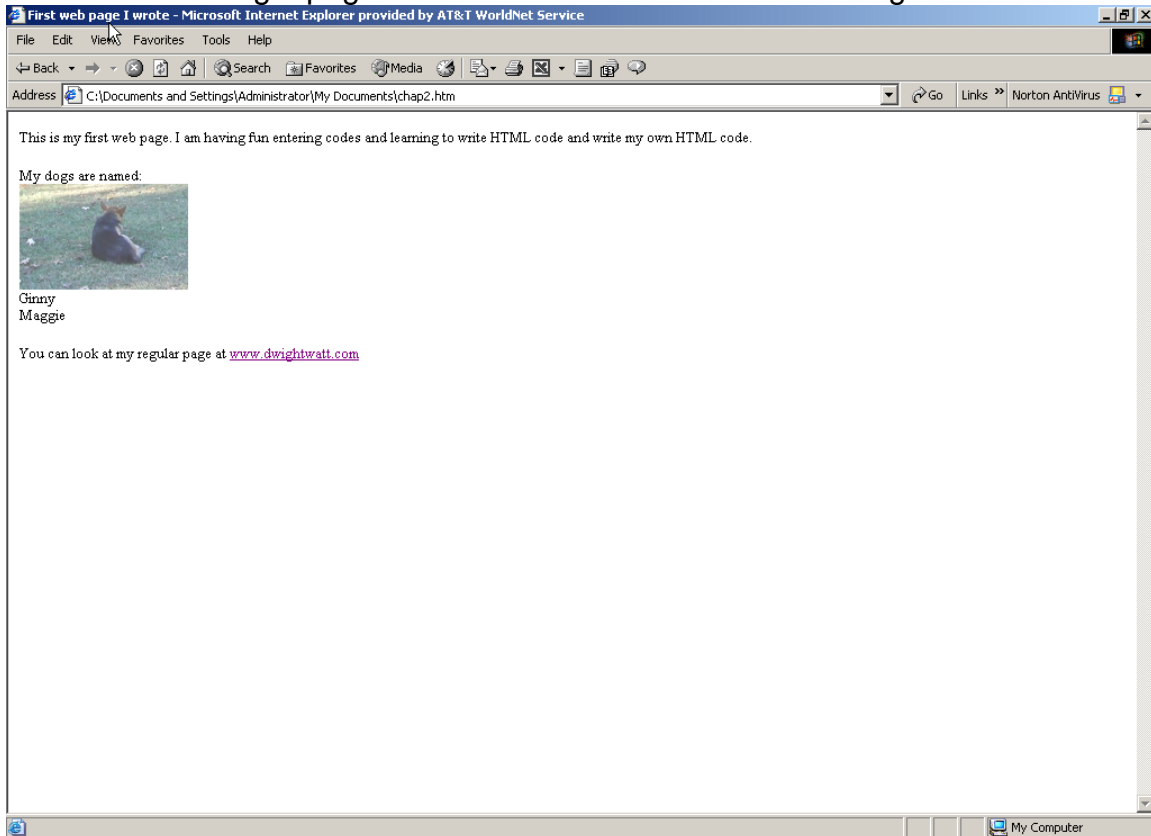 First web page I wrote - Microsoft Internet Explorer provided by AT&T WorldNet Service
File Edit View Favorites Tools Help
Back Search Favorites Media
Address C:\Documents and Settings\Administrator\My Documents\chap2.htm Go Links » Norton AntiVirus
This is my first web page. I am having fun entering codes and learning to write HTML code and write my own HTML code.
My dogs are named:
Ginny
Maggie
You can look at my regular page at www.dwightwatt.com
My Computer